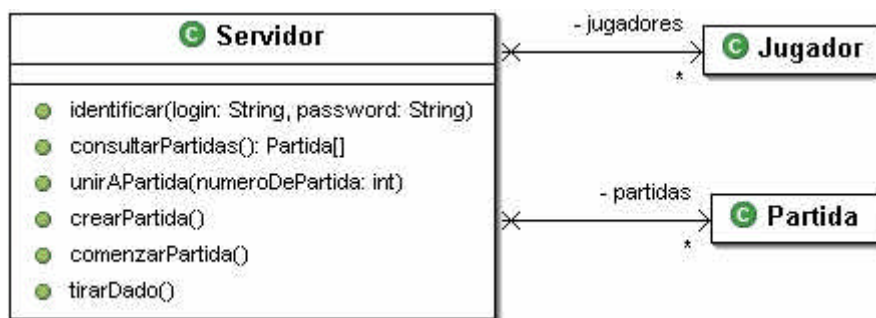 C Servidor
identificar(login: String, password: String)
consultarPartidas(): Partida[]
unirAPartida(numeroDePartida: int)
crearPartida()
comenzarPartida()
tirarDado()
- jugadores
*
C Jugador
- partidas
*
C Partida